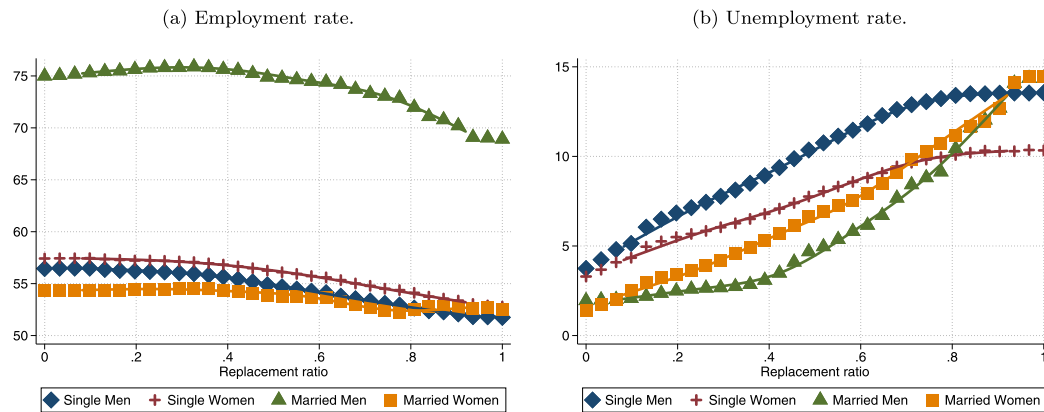 (a) Employment rate.
75
70
65
60
55
50
0 .2 .4 .6 .8 1
Replacement ratio
Single Men Single Women Married Men Married Women
(b) Unemployment rate.
15
10
5
0
0 .2 .4 .6 .8 1
Replacement ratio
Single Men Single Women Married Men Married Women